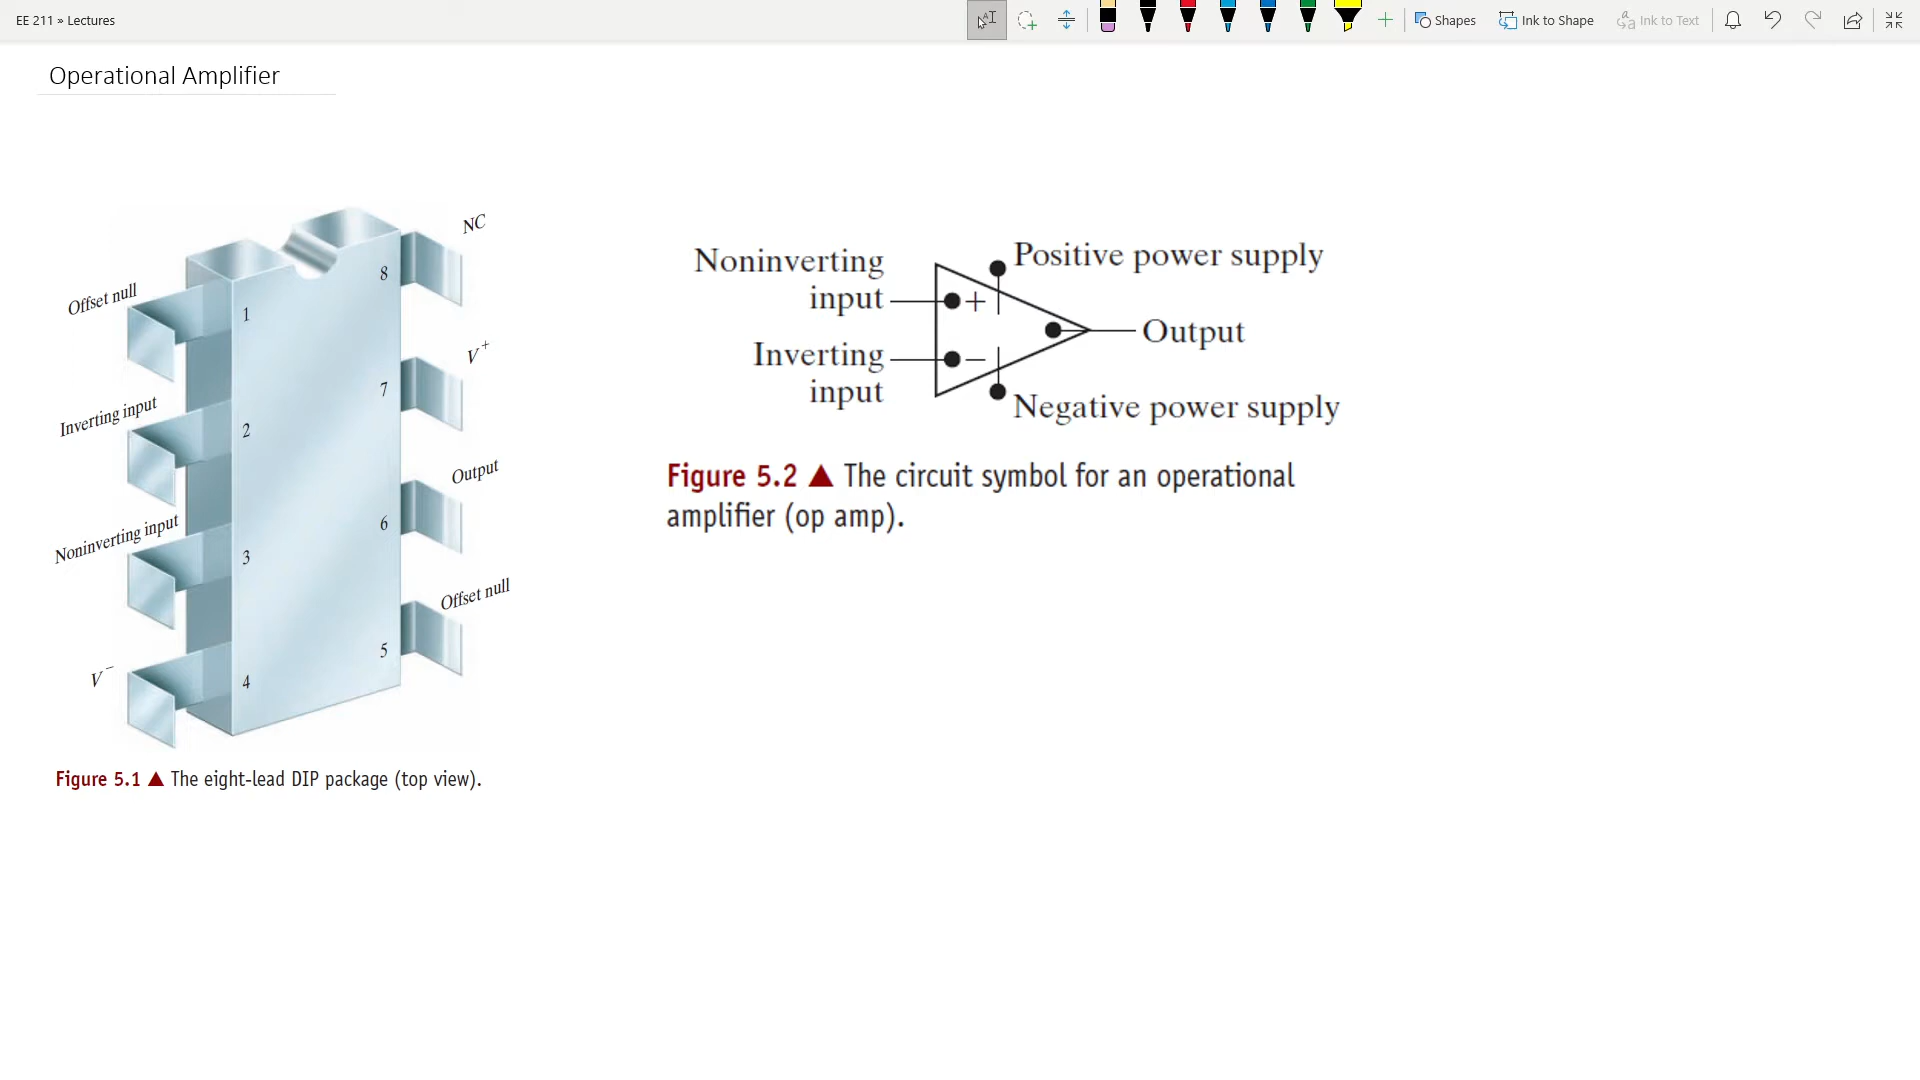 EE 211 » Lectures
Shapes
Ink to Shape
Ink to Text
Operational Amplifier
NC
Offset null
8
1
V+
7
Inverting input
2
Output
Noninverting input
6
3
Offset null
5
V−
4
Figure 5.1 ▲ The eight-lead DIP package (top view).
Noninverting
input
+
Positive power supply
Output
Inverting
input
−
Negative power supply
Figure 5.2 ▲ The circuit symbol for an operational
amplifier (op amp).